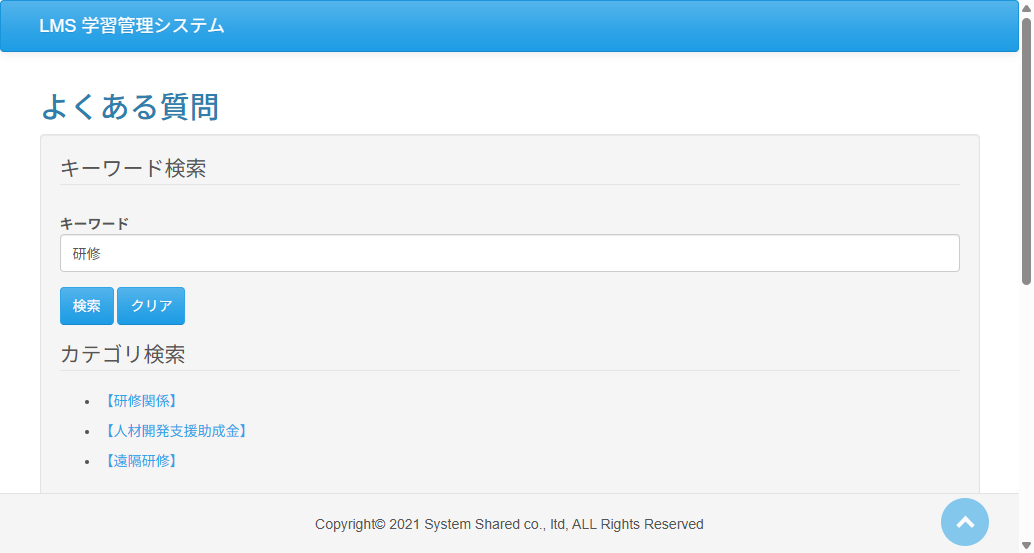 LMS 学習管理システム
よくある質問
キーワード検索
キーワード
研修
検索 クリア
カテゴリ検索
【研修関係】
【人材開発支援助成金】
【遠隔研修】
Copyright© 2021 System Shared co., ltd, ALL Rights Reserved